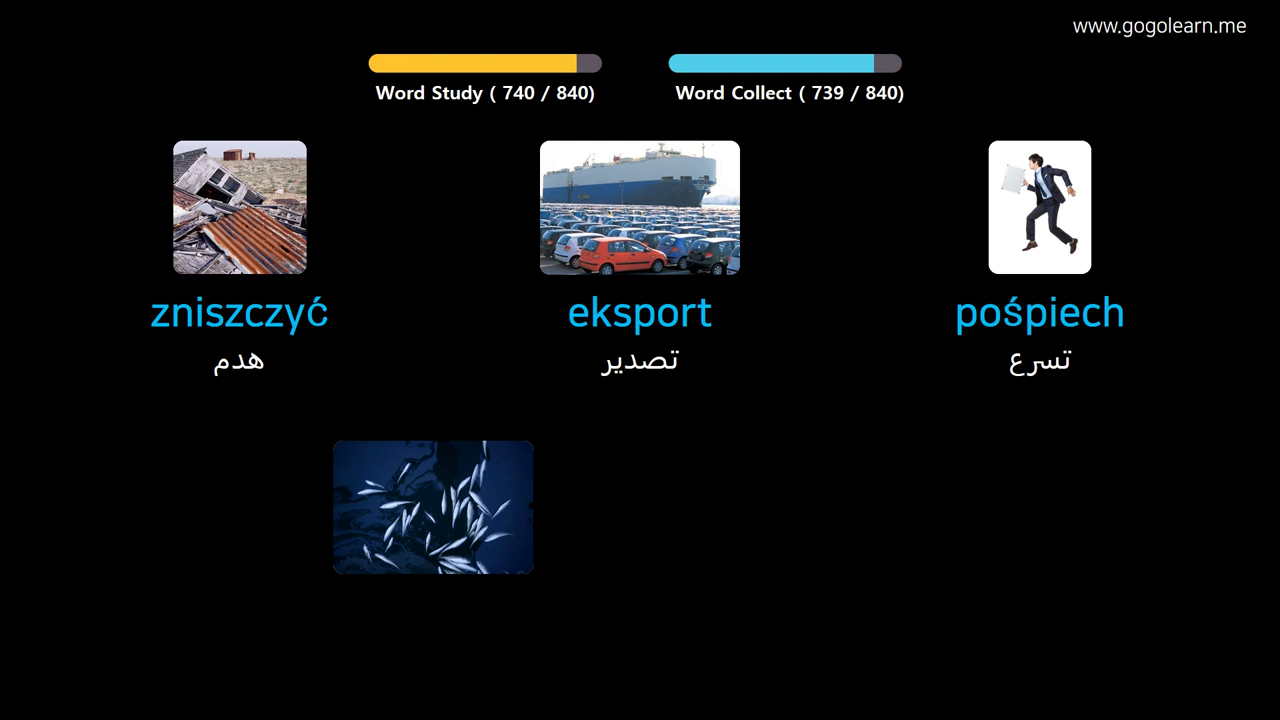 www.gogolearn.me
Word Study ( 740 / 840)
Word Collect ( 739 / 840)
zniszczyć
هدم
eksport
تصدير
pośpiech
تسرع